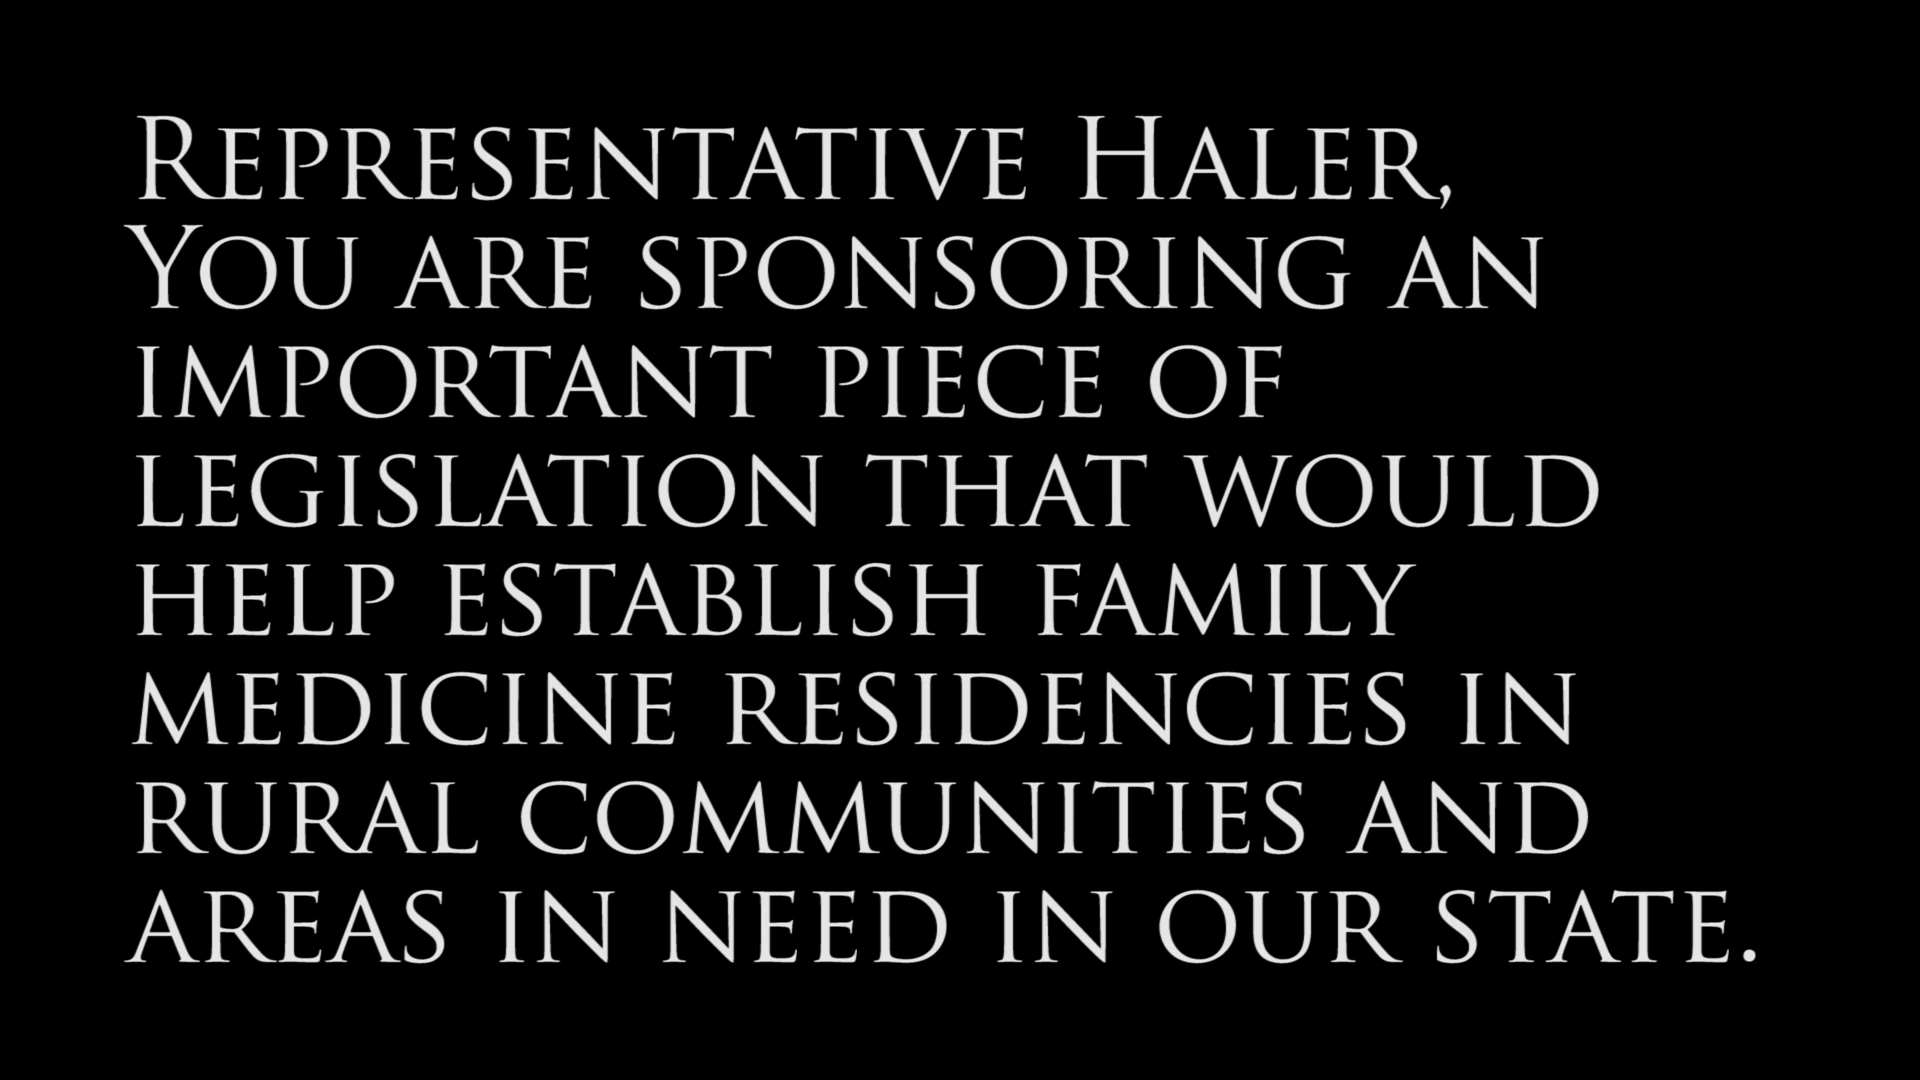 Representative Haler,
You are sponsoring an
important piece of
legislation that would
help establish family
medicine residencies in
rural communities and
areas in need in our state.